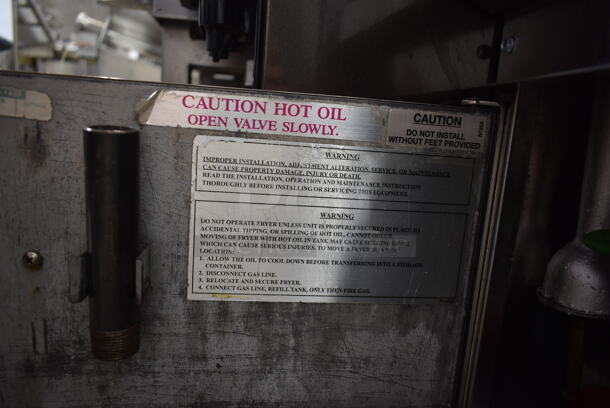 CAUTION HOT OIL
OPEN VALVE SLOWLY.
CAUTION
DO NOT INSTALL
WITHOUT FEET PROVIDED
WARNING
IMPROPER INSTALLATION, ADJUSTMENT ALTERATION, SERVICE, OR MAINTENANCE
CAN CAUSE PROPERTY DAMAGE, INJURY OR DEATH.
READ THE INSTALLATION, OPERATION AND MAINTENANCE INSTRUCTION
THOROUGHLY BEFORE INSTALLING OR SERVICING THIS EQUIPMENT.
WARNING
DO NOT OPERATE FRYER UNLESS UNIT IS PROPERLY SECURED IN PLACE
ACCIDENTAL TIPPING, OR SPILLING OF HOT OIL, CANNOT OCCUR.
MOVING OF FRYER WITH HOT OIL IN TANK, MAY CAUSE SPILLING
WHICH CAN CAUSE SERIOUS INJURIES. TO MOVE A FRYER
LOCATION:
1. ALLOW THE OIL TO COOL DOWN BEFORE TRANSFERRING INTO A STORAGE
CONTAINER.
2. DISCONNECT GAS LINE.
3. RELOCATE AND SECURE FRYER.
4. CONNECT GAS LINE, REFILL TANK, ONLY THEN FIRE GAS.